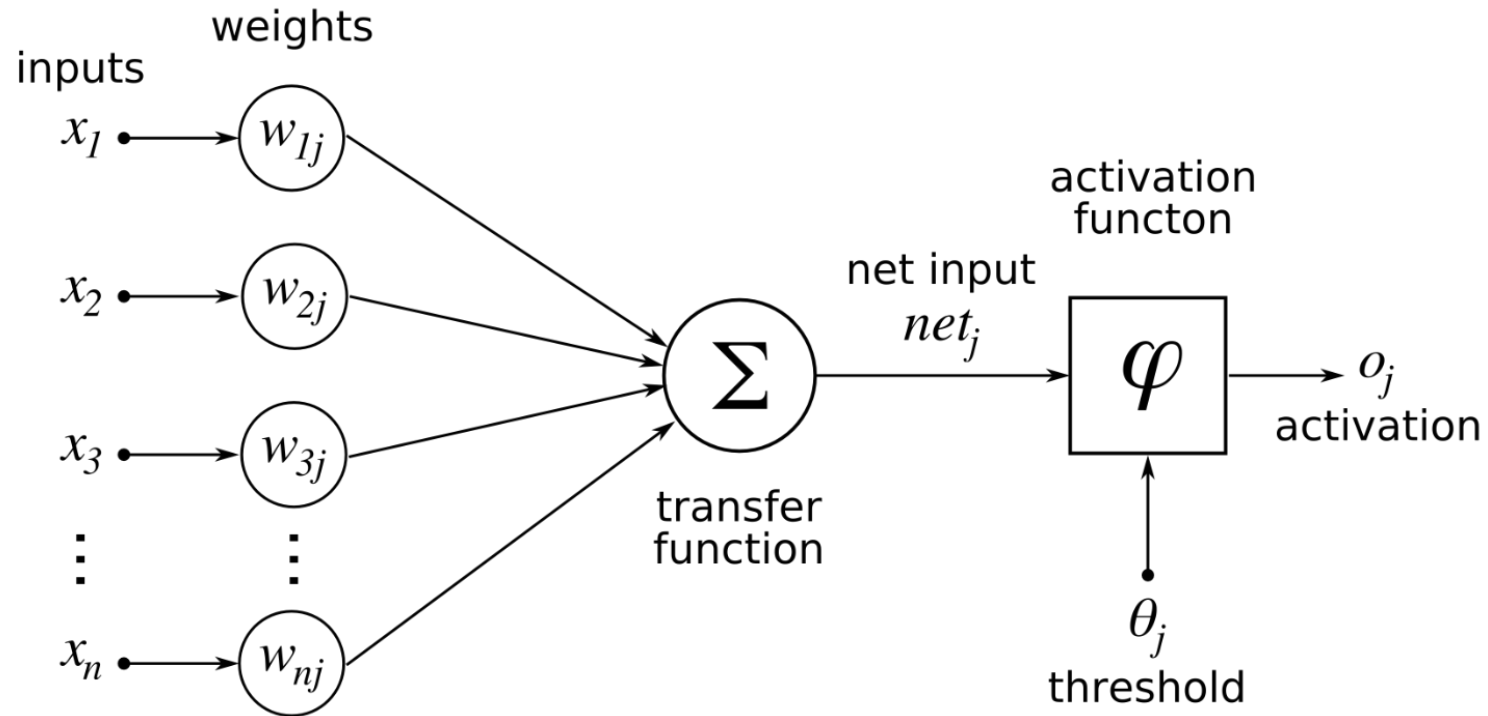 weights
inputs
x₁
w₁ⱼ
x₂
w₂ⱼ
x₃
w₃ⱼ
⋮ ⋮
xₙ
wₙⱼ
Σ
transfer
function
net input
netⱼ
activation
functon
φ
oⱼ
activation
θⱼ
threshold